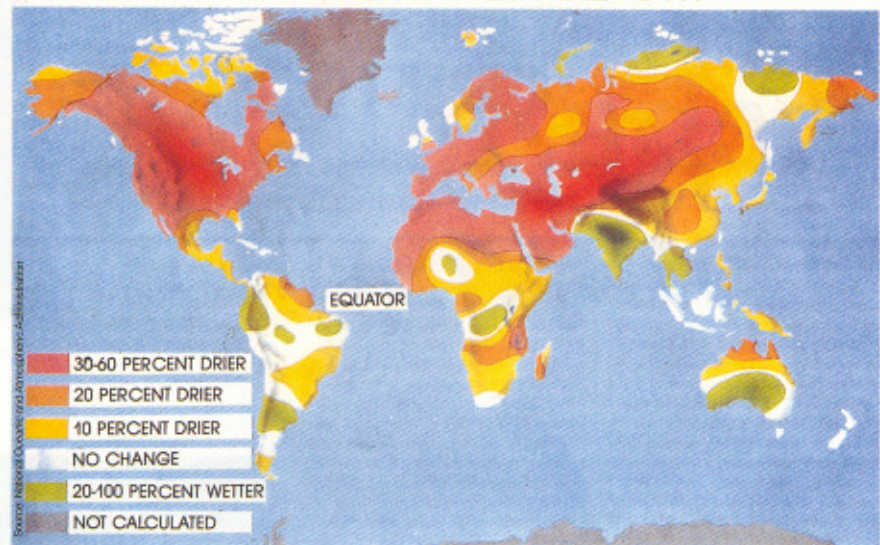 EQUATOR
30-60 PERCENT DRIER
20 PERCENT DRIER
10 PERCENT DRIER
NO CHANGE
20-100 PERCENT WETTER
NOT CALCULATED
Source: National Oceanic and Atmospheric Administration